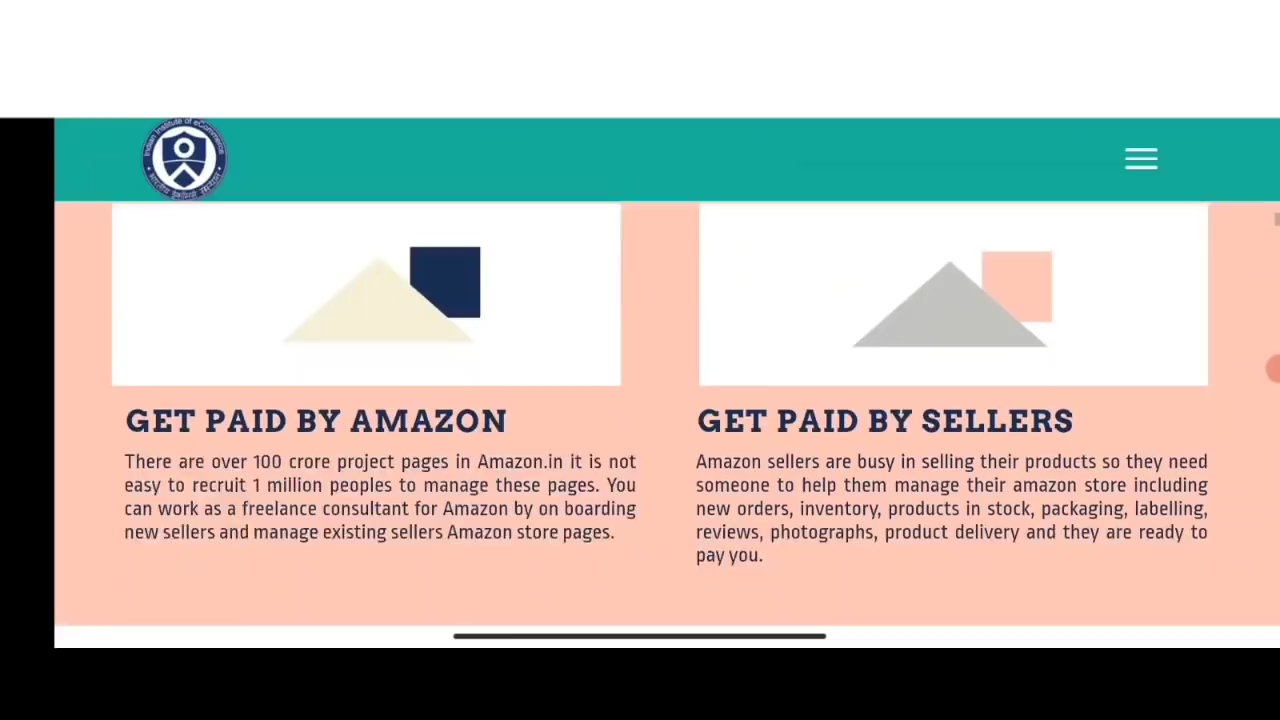 Indian Institute of eCommerce
GET PAID BY AMAZON
There are over 100 crore project pages in Amazon.in it is not
easy to recruit 1 million peoples to manage these pages. You
can work as a freelance consultant for Amazon by on boarding
new sellers and manage existing sellers Amazon store pages.
GET PAID BY SELLERS
Amazon sellers are busy in selling their products so they need
someone to help them manage their amazon store including
new orders, inventory, products in stock, packaging, labelling,
reviews, photographs, product delivery and they are ready to
pay you.